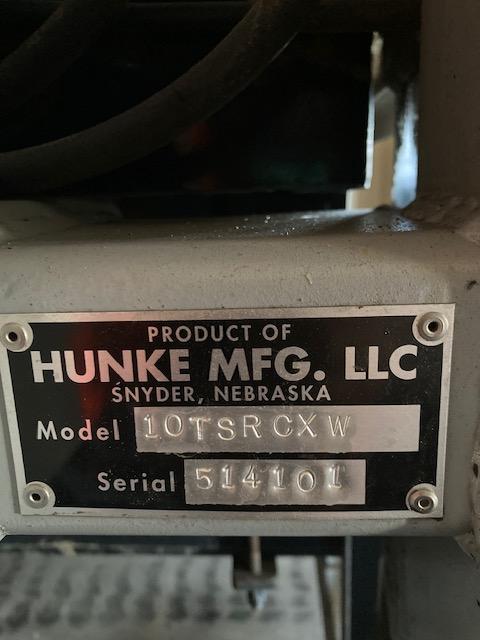 PRODUCT OF
HUNKE MFG. LLC
SNYDER, NEBRASKA
Model 10TSRCXW
Serial 514101